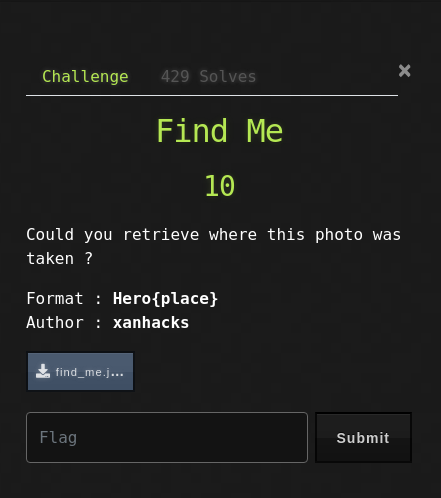 Challenge 429 Solves ×
Find Me
10
Could you retrieve where this photo was
taken ?
Format : Hero{place}
Author : xanhacks
find_me.j...
Flag Submit